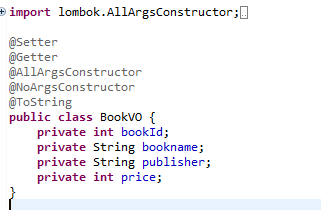 import lombok.AllArgsConstructor;
@Setter
@Getter
@AllArgsConstructor
@NoArgsConstructor
@ToString
public class BookVO {
private int bookId;
private String bookname;
private String publisher;
private int price;
}